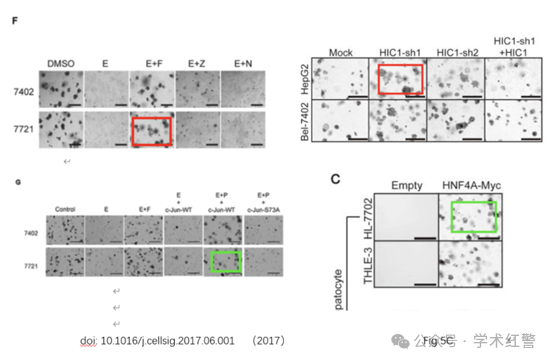 F
DMSO E E+F E+Z E+N
7402
7721
G
Control E E+F E +c-Jun-WT E+P +c-Jun-WT E+P +c-Jun-S73A
7402
7721
doi: 10.1016/j.cellsig.2017.06.001 （2017）
Mock HIC1-sh1 HIC1-sh2 HIC1-sh1 +HIC1
HepG2
Bel-7402
C
Empty HNF4A-Myc
HL-7702
THLE-3
patocyte
Fig 5C
公众号 · 学术红警